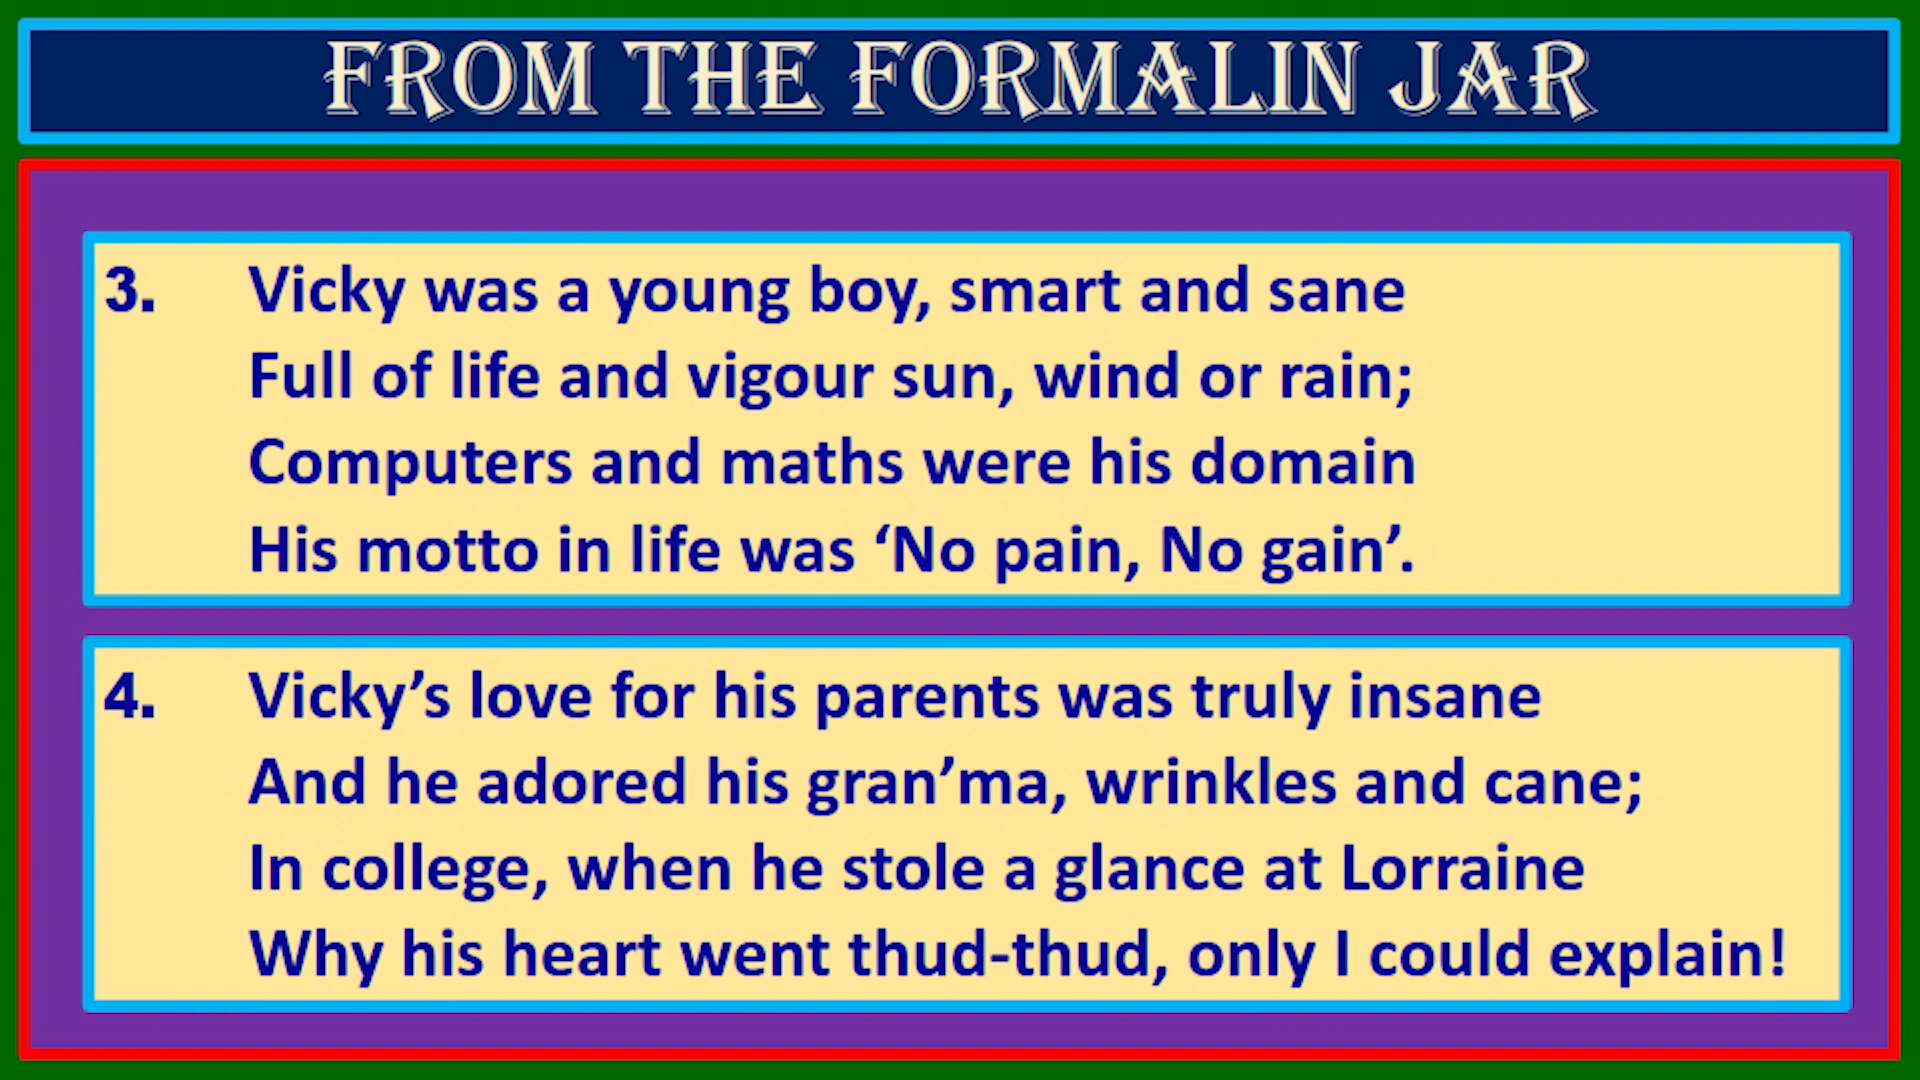 FROM THE FORMALIN JAR
3. Vicky was a young boy, smart and sane
Full of life and vigour sun, wind or rain;
Computers and maths were his domain
His motto in life was ‘No pain, No gain’.
4. Vicky’s love for his parents was truly insane
And he adored his gran’ma, wrinkles and cane;
In college, when he stole a glance at Lorraine
Why his heart went thud-thud, only I could explain!